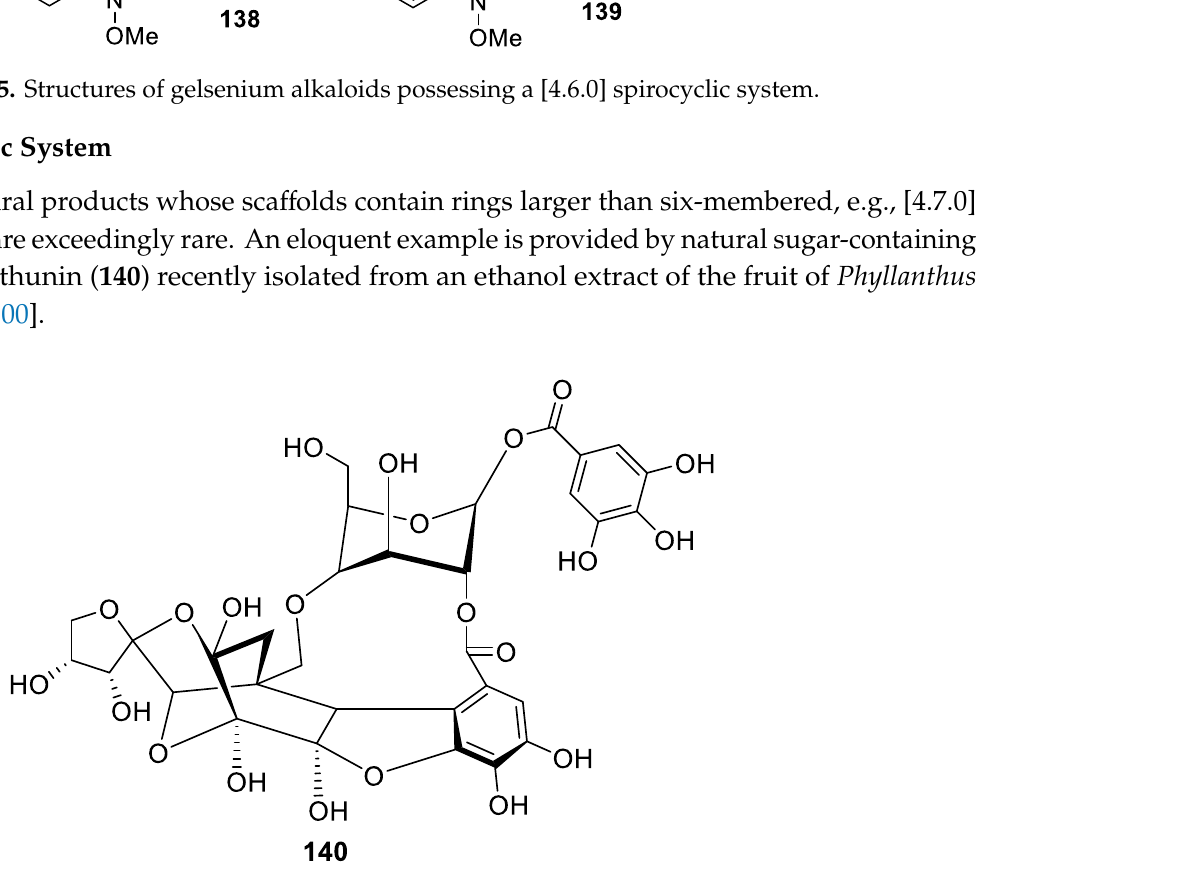 N N
138 139
OMe OMe
5. Structures of gelsenium alkaloids possessing a [4.6.0] spirocyclic system.
c System
ral products whose scaffolds contain rings larger than six-membered, e.g., [4.7.0]
re exceedingly rare. An eloquent example is provided by natural sugar-containing
thunin (140) recently isolated from an ethanol extract of the fruit of Phyllanthus
00].
O
O
HO OH OH
O
OH
HO
O O OH O O
O
HO
OH
O OH
OH O
OH OH
140